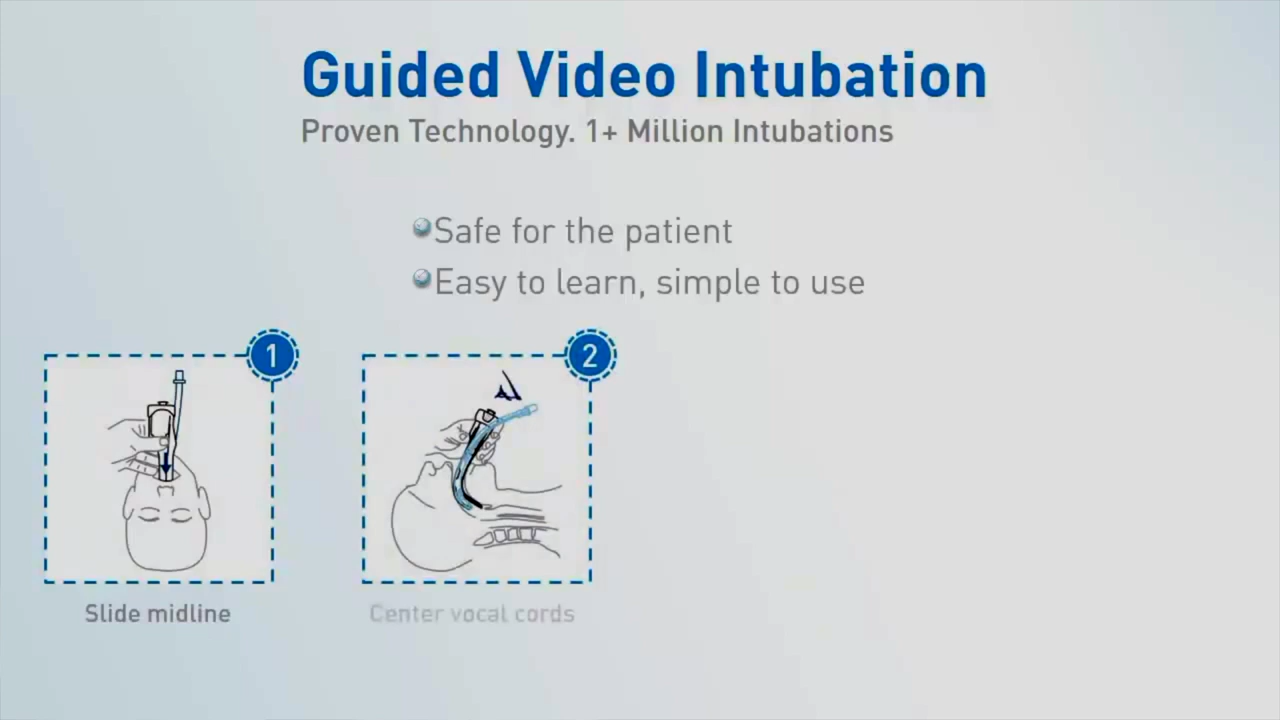 Guided Video Intubation
Proven Technology. 1+ Million Intubations
Safe for the patient
Easy to learn, simple to use
1
2
Slide midline
Center vocal cords